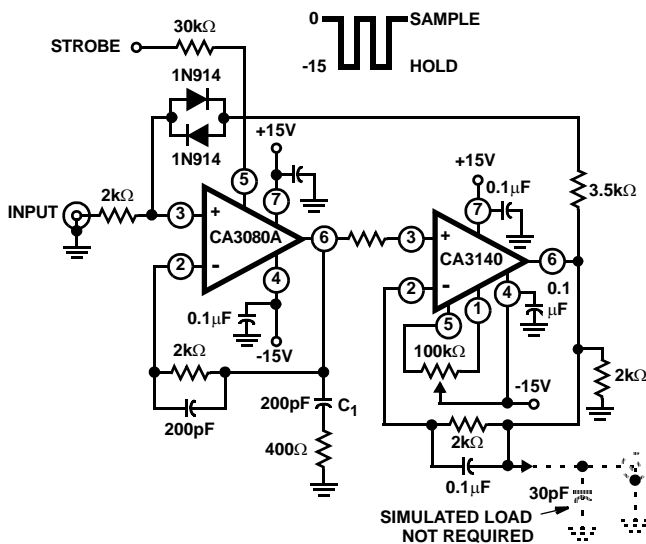 0
SAMPLE
-15
HOLD
30kΩ
STROBE
1N914
1N914
+15V
+15V
5
7
0.1μF
7
3.5kΩ
2kΩ
INPUT
3
+
CA3080A
6
3
+
CA3140
6
2
-
4
2
-
4
0.1
μF
5
1
0.1μF
-15V
100kΩ
-15V
2kΩ
2kΩ
200pF
200pF
C1
400Ω
2kΩ
0.1μF
30pF
SIMULATED LOAD
NOT REQUIRED